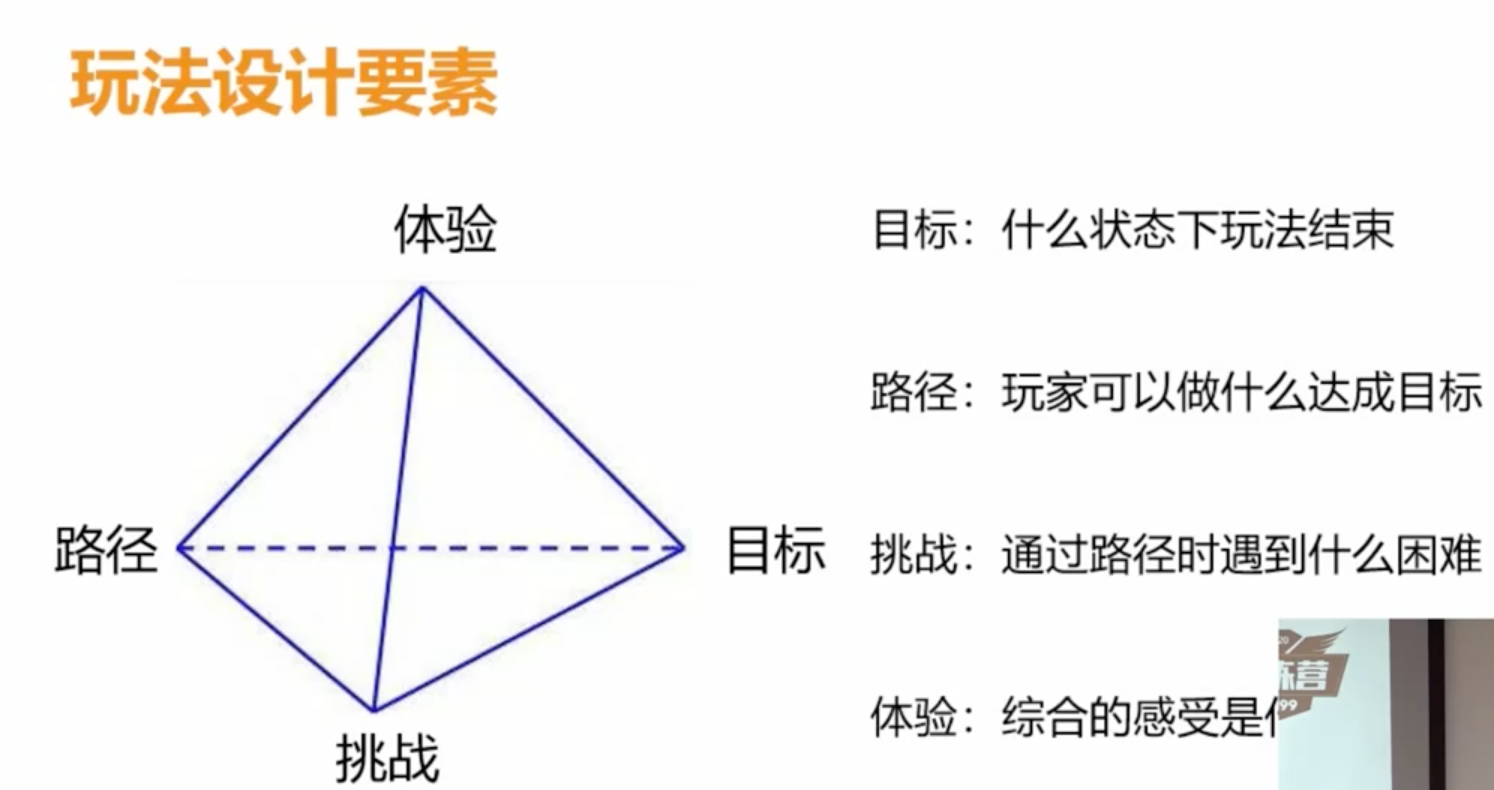 玩法设计要素
体验
路径
目标
挑战
目标：什么状态下玩法结束
路径：玩家可以做什么达成目标
挑战：通过路径时遇到什么困难
体验：综合的感受是
20
营
99